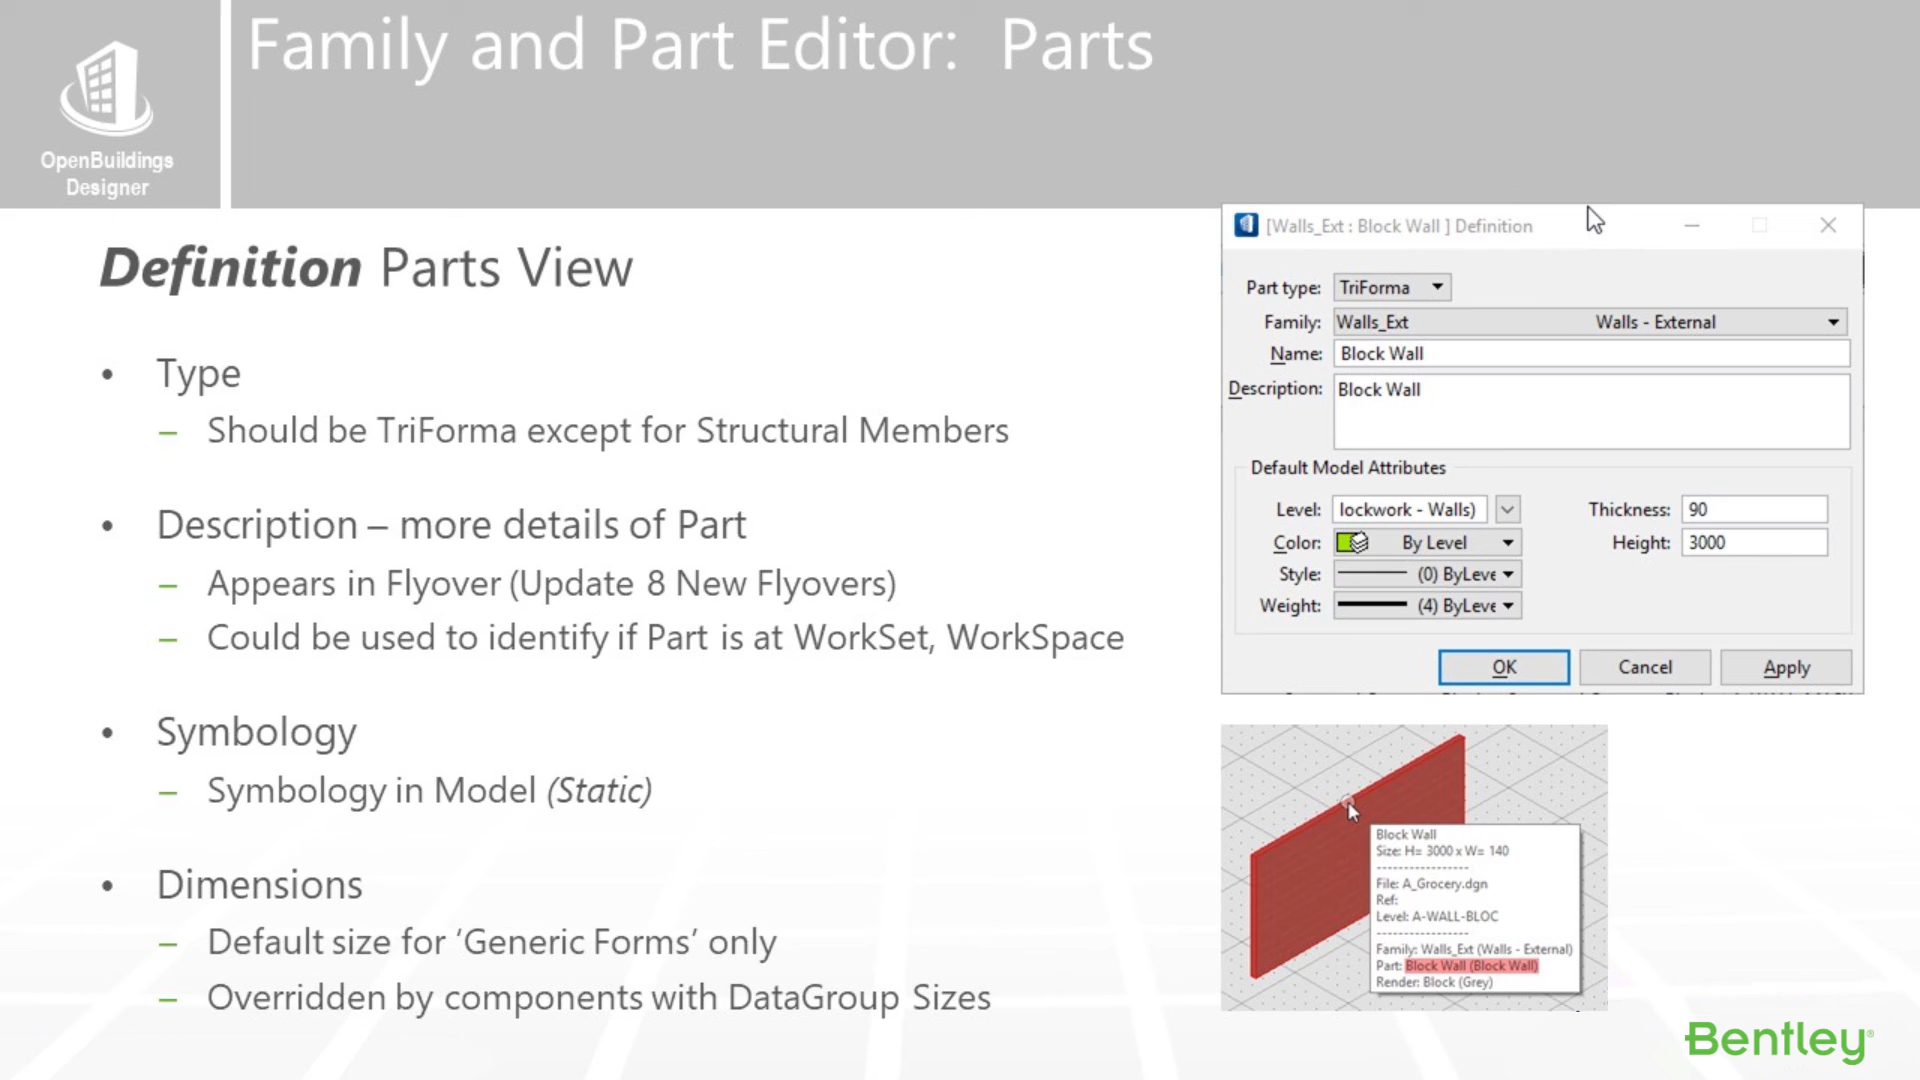 Family and Part Editor: Parts
OpenBuildings
Designer
Definition Parts View
• Type
– Should be TriForma except for Structural Members
• Description – more details of Part
– Appears in Flyover (Update 8 New Flyovers)
– Could be used to identify if Part is at WorkSet, WorkSpace
• Symbology
– Symbology in Model (Static)
• Dimensions
– Default size for ‘Generic Forms’ only
– Overridden by components with DataGroup Sizes
[Walls_Ext : Block Wall ] Definition
Part type: TriForma
Family: Walls_Ext Walls - External
Name: Block Wall
Description: Block Wall
Default Model Attributes
Level: lockwork - Walls) Thickness: 90
Color: By Level Height: 3000
Style: (0) ByLeve
Weight: (4) ByLeve
OK Cancel Apply
Block Wall
Size: H= 3000 x W= 140
-----------------
File: A_Grocery.dgn
Ref:
Level: A-WALL-BLOC
-----------------
Family: Walls_Ext (Walls - External)
Part: Block Wall (Block Wall)
Render: Block (Grey)
Bentley®